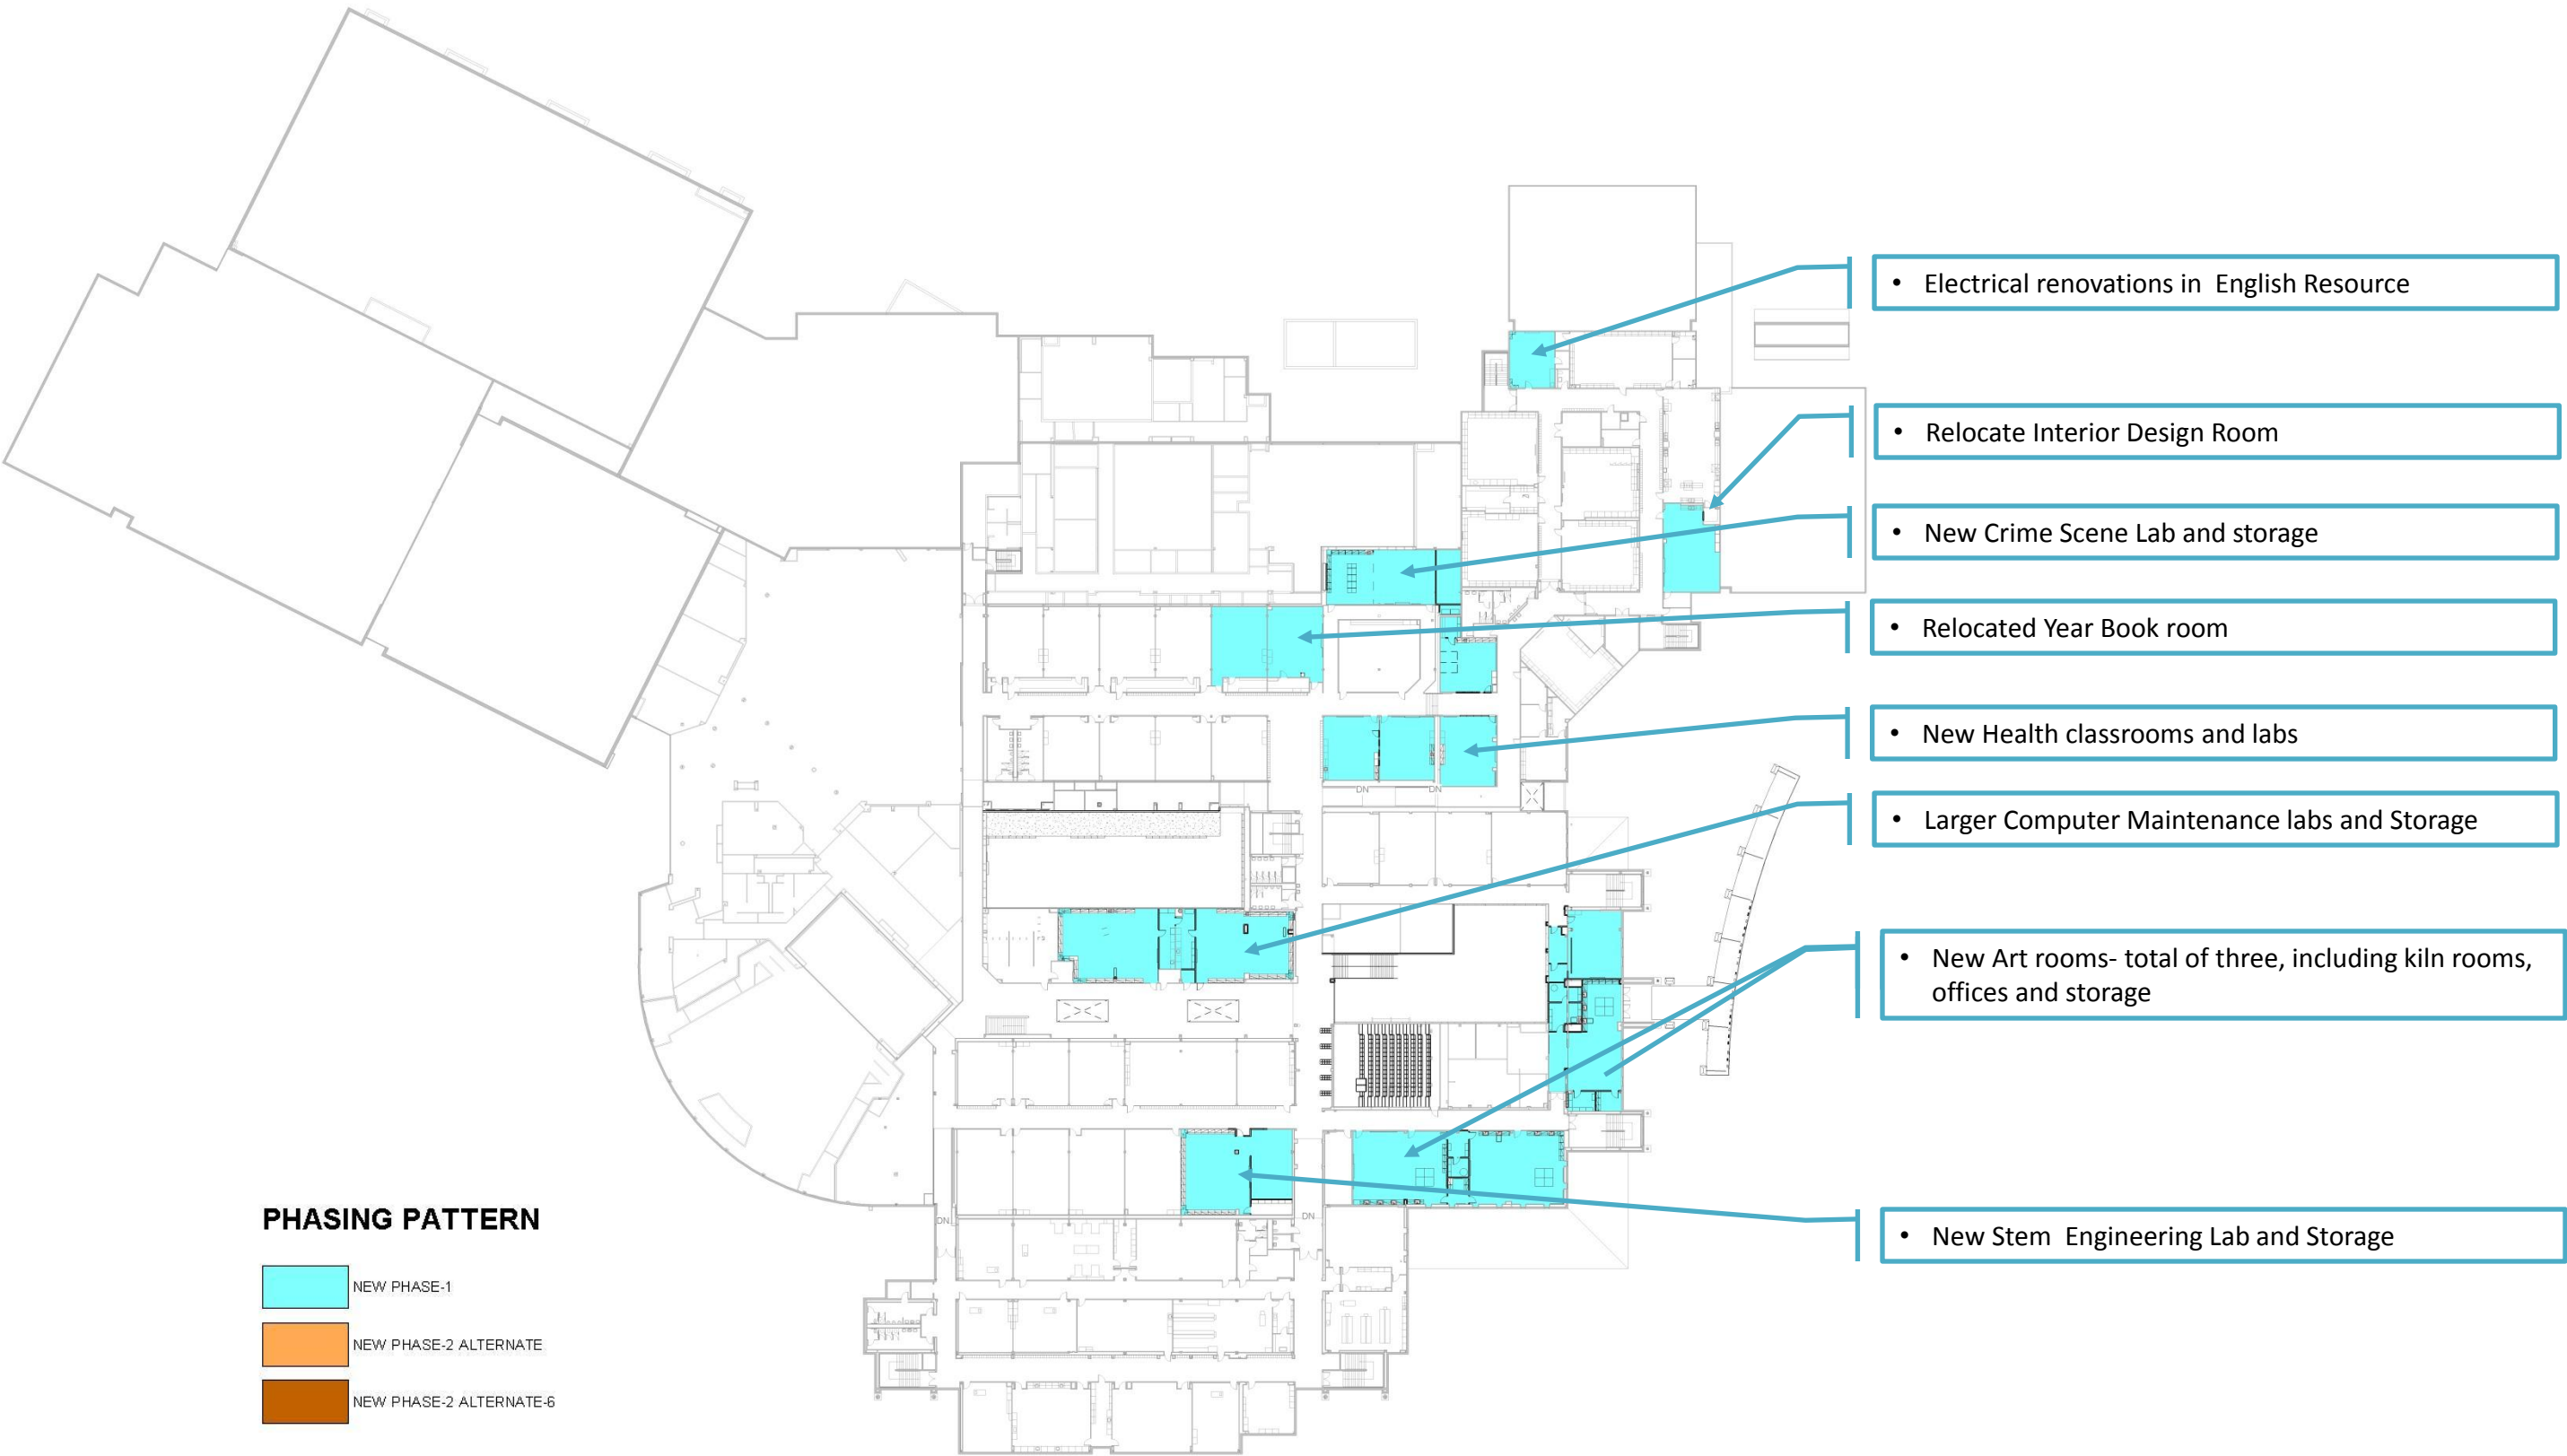 • Electrical renovations in English Resource
• Relocate Interior Design Room
• New Crime Scene Lab and storage
• Relocated Year Book room
• New Health classrooms and labs
DN
DN
• Larger Computer Maintenance labs and Storage
• New Art rooms- total of three, including kiln rooms,
offices and storage
• New Stem Engineering Lab and Storage
DN
DN
PHASING PATTERN
NEW PHASE-1
NEW PHASE-2 ALTERNATE
NEW PHASE-2 ALTERNATE-6